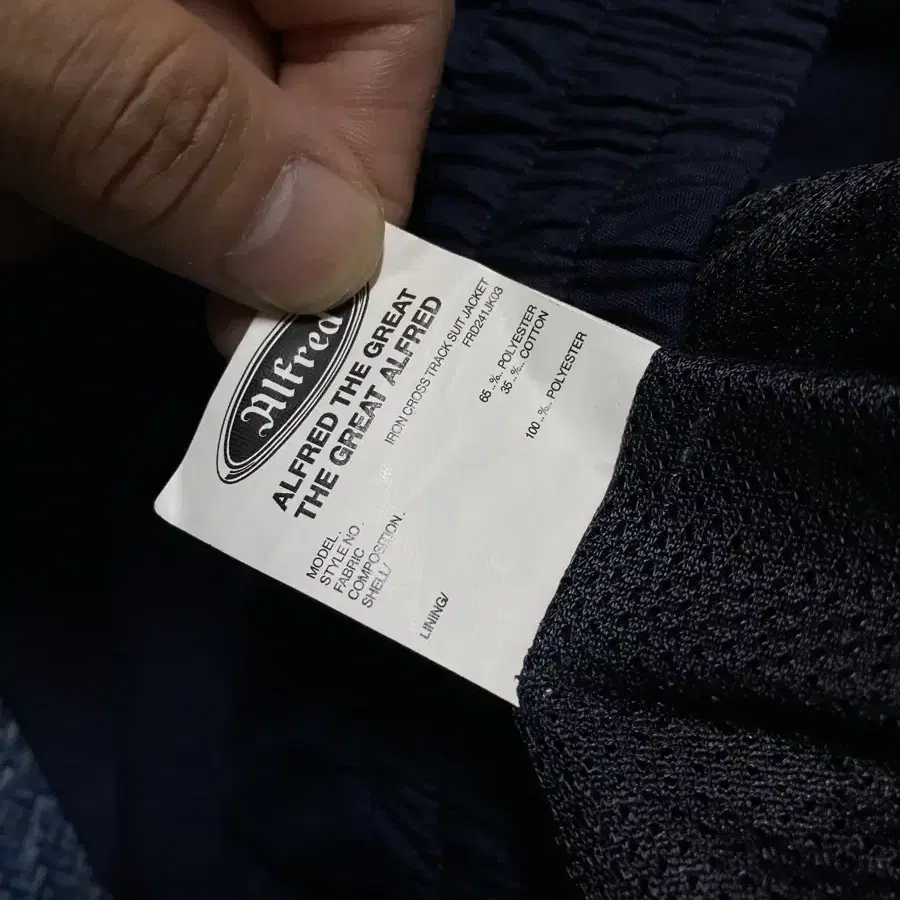 Alfred
ALFRED THE GREAT
THE GREAT ALFRED
MODEL. IRON CROSS TRACK SUIT JACKET
STYLE NO. FRD241JK03
FABRIC
COMPOSITION.
SHELL/ 65..%.. POLYESTER
35..%.. COTTON
LINING/ 100..%.. POLYESTER